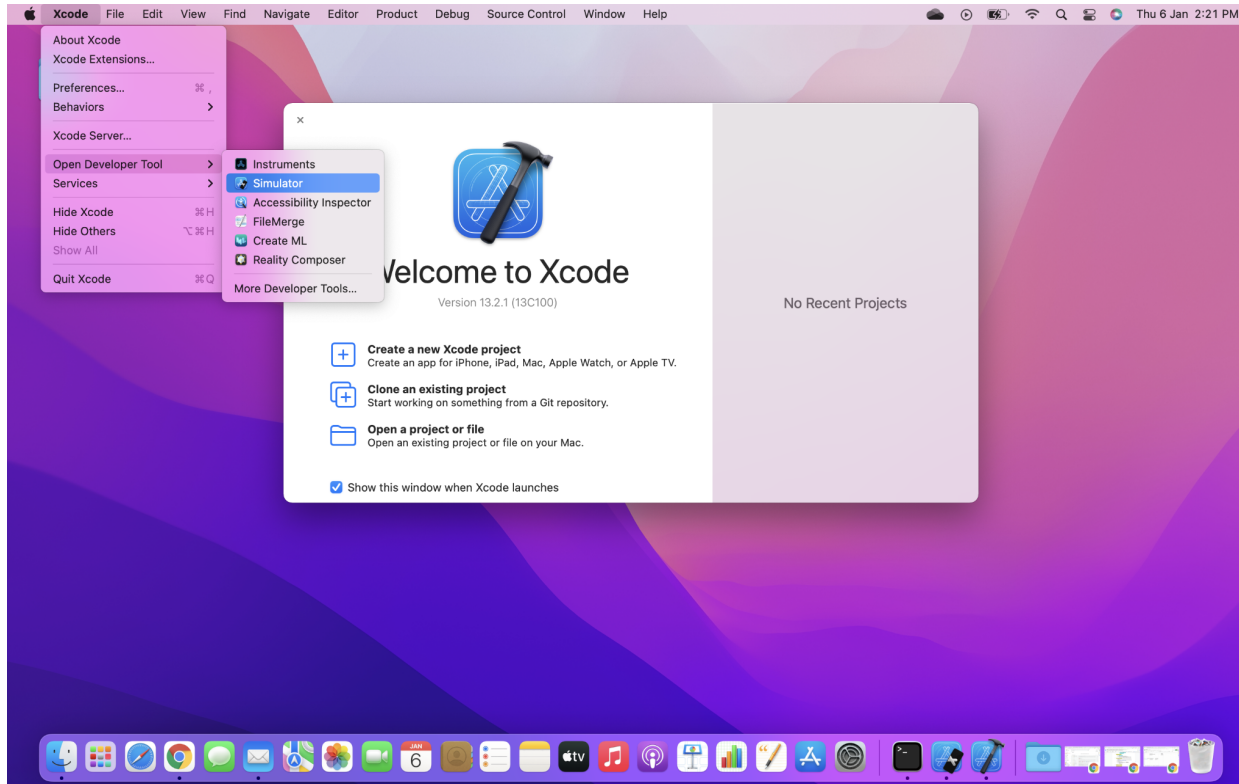 Xcode File Edit View Find Navigate Editor Product Debug Source Control Window Help Thu 6 Jan 2:21 PM
About Xcode
Xcode Extensions...
Preferences... ⌘ ,
Behaviors
Xcode Server...
Open Developer Tool
Services
Hide Xcode ⌘H
Hide Others ⌥⌘H
Show All
Quit Xcode ⌘Q
Instruments
Simulator
Accessibility Inspector
FileMerge
Create ML
Reality Composer
More Developer Tools...
Welcome to Xcode
Version 13.2.1 (13C100)
Create a new Xcode project
Create an app for iPhone, iPad, Mac, Apple Watch, or Apple TV.
Clone an existing project
Start working on something from a Git repository.
Open a project or file
Open an existing project or file on your Mac.
Show this window when Xcode launches
No Recent Projects
JAN
6
tv